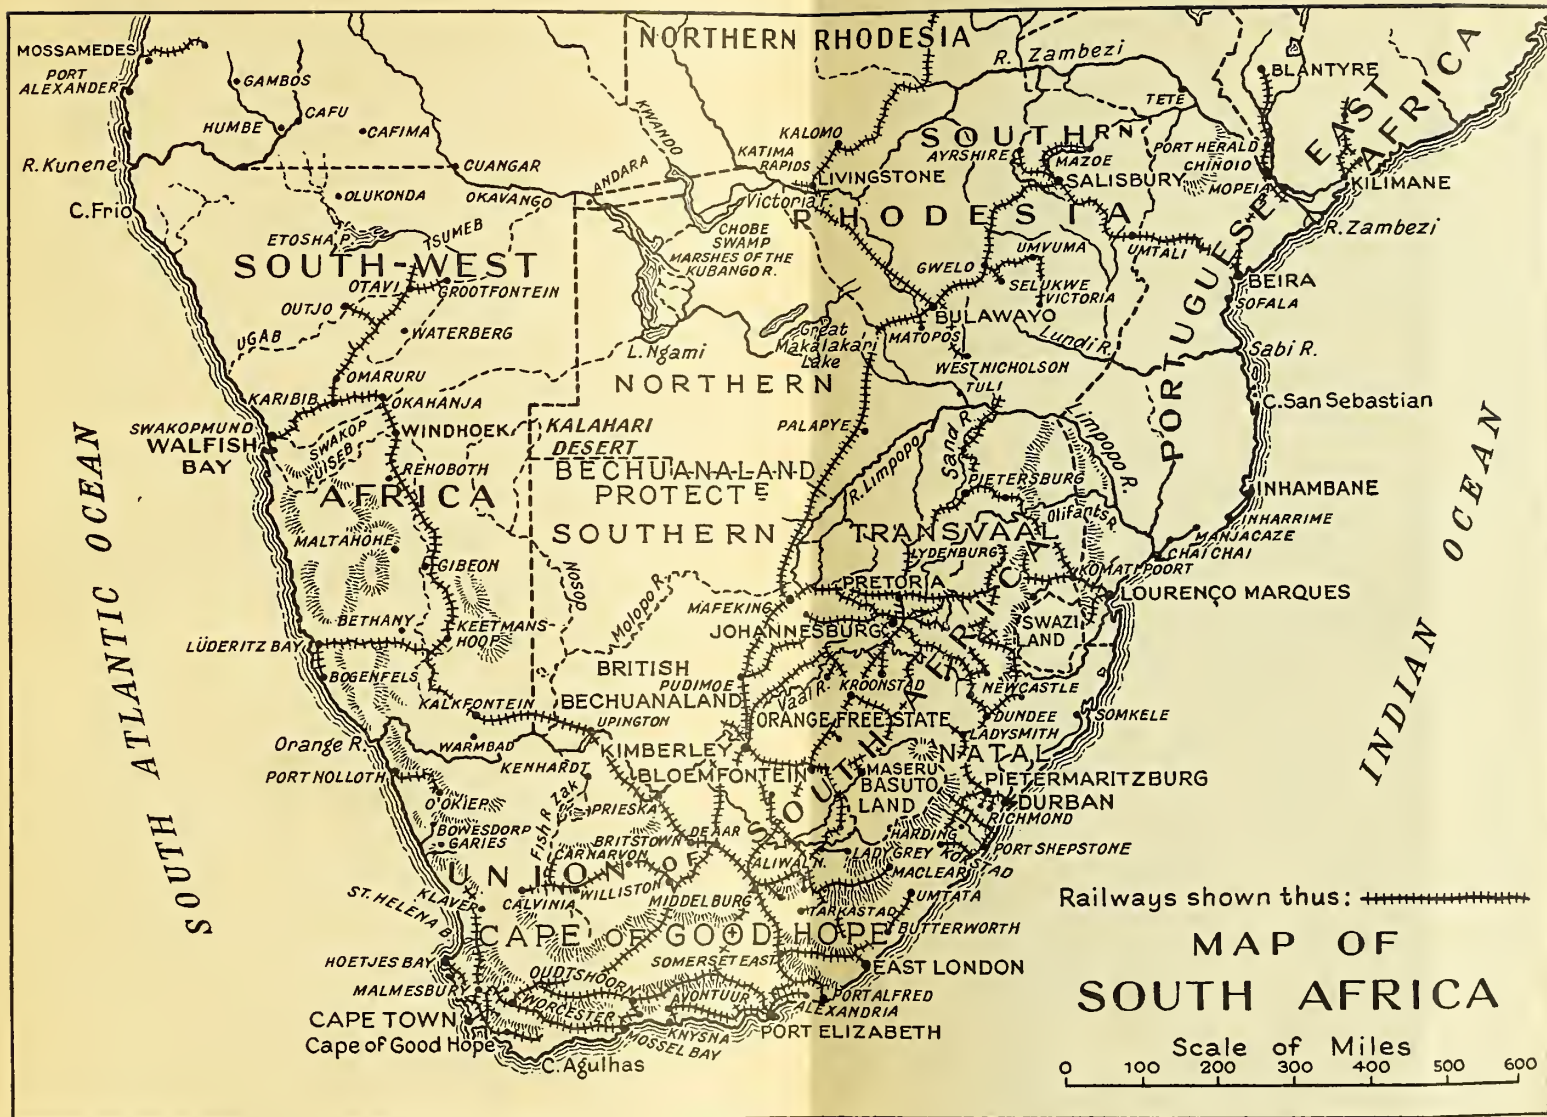 NORTHERN RHODESIA
MOSSAMEDES
PORT
ALEXANDER
GAMBOS
HUMBE
CAFU
CAFIMA
R. Kunene
CUANGAR
C. Frio
OLUKONDA
OKAVANGO
ANDARA
KWANDO
KATIMA
RAPIDS
KALOMO
LIVINGSTONE
Victoria F.
R. Zambezi
TETE
BLANTYRE
SOUTHRN
RHODESIA
AYRSHIRE
MAZOE
SALISBURY
PORT HERALD
CHINOIO
MOPEIA
KILIMANE
R. Zambezi
PORTUGUESE EAST AFRICA
ETOSHA P.
TSUMEB
SOUTH-WEST
AFRICA
OTAVI
GROOTFONTEIN
OUTJO
UGAB
WATERBERG
CHOBE
SWAMP
MARSHES OF THE
KUBANGO R.
L. Ngami
Great
Makalakari
Lake
GWELO
UMVUMA
SELUKWE
VICTORIA
UMTALI
BEIRA
SOFALA
BULAWAYO
MATOPOS
Lundi R.
Sabi R.
WEST NICHOLSON
TULI
C. San Sebastian
OMARURU
KARIBIB
OKAHANJA
SWAKOPMUND
WALFISH
BAY
SWAKOP
KUISEB
WINDHOEK
REHOBOTH
NORTHERN
KALAHARI
DESERT
BECHUANALAND
PROTECTE
SOUTHERN
PALAPYE
R. Limpopo
Sand R.
Limpopo R.
PIETERSBURG
Olifants R.
INHAMBANE
INHARRIME
MANJACAZE
CHAI CHAI
TRANSVAAL
LYDENBURG
KOMATI POORT
LOURENÇO MARQUES
MALTAHOHE
GIBEON
NOSOP
Molopo R.
BETHANY
KEETMANS-
HOOP
MAFEKING
PRETORIA
JOHANNESBURG
SWAZI
LAND
LÜDERITZ BAY
BOGENFELS
BRITISH
BECHUANALAND
PUDIMOE
Vaal R.
KROONSTAD
NEWCASTLE
KALKFONTEIN
UPINGTON
ORANGE FREE STATE
DUNDEE
LADYSMITH
SOMKELE
Orange R.
WARMBAD
KENHARDT
KIMBERLEY
BLOEMFONTEIN
MASERU
BASUTO
LAND
NATAL
PIETERMARITZBURG
DURBAN
RICHMOND
PORT NOLLOTH
O'OKIEP
Fish R.
Zak
PRIESKA
BOWESDORP
GARIES
BRITSTOWN
DE AAR
CARNARVON
ALIWAL N.
LADY GREY
HARDING
KOKSTAD
PORT SHEPSTONE
MACLEAR
UNION OF SOUTH AFRICA
KLAVER
CALVINIA
WILLISTON
MIDDELBURG
TARKASTAD
UMTATA
BUTTERWORTH
ST. HELENA B.
CAPE OF GOOD HOPE
HOETJES BAY
OUDTSHOORN
SOMERSET EAST
EAST LONDON
MALMESBURY
WORCESTER
AVONTUUR
PORT ALFRED
ALEXANDRIA
CAPE TOWN
Cape of Good Hope
MOSSEL BAY
KNYSNA
PORT ELIZABETH
C. Agulhas
SOUTH ATLANTIC OCEAN
INDIAN OCEAN
Railways shown thus:
MAP OF
SOUTH AFRICA
Scale of Miles
0 100 200 300 400 500 600